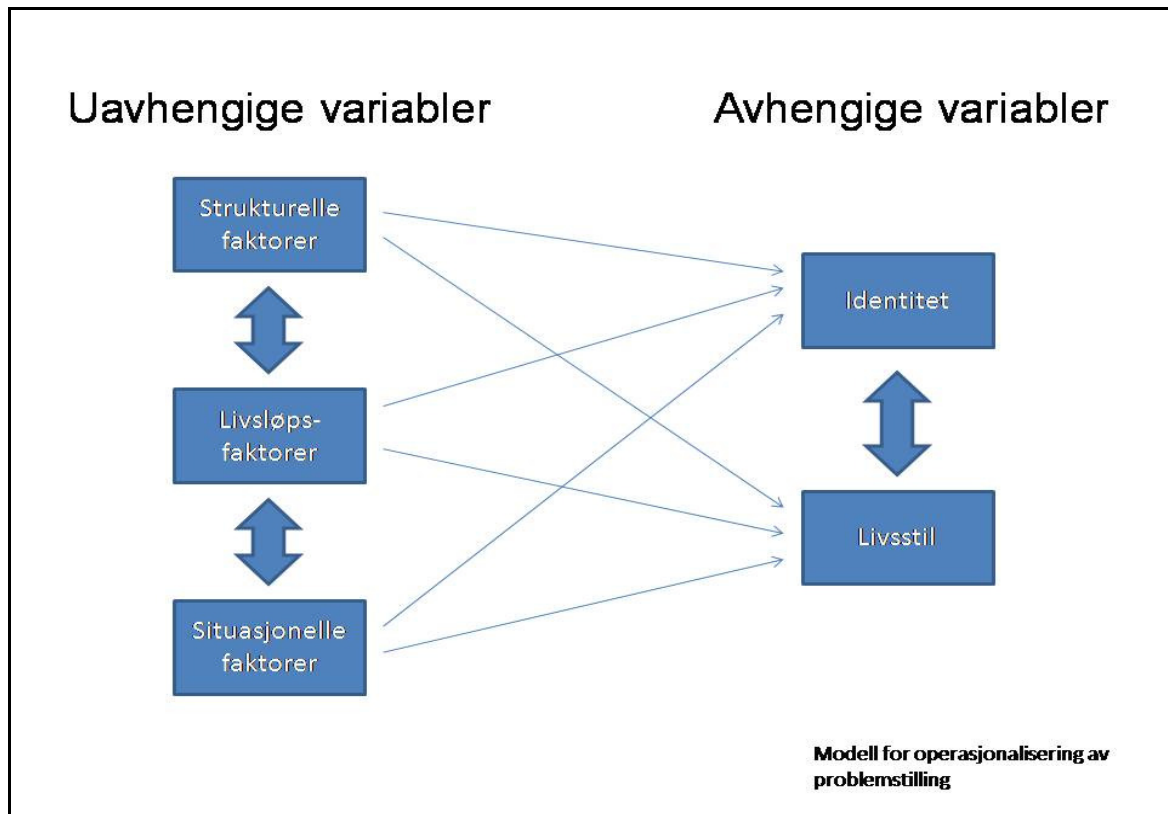 Uavhengige variabler
Avhengige variabler
Strukturelle
faktorer
Identitet
Livsløps-
faktorer
Livsstil
Situasjonelle
faktorer
Modell for operasjonalisering av
problemstilling